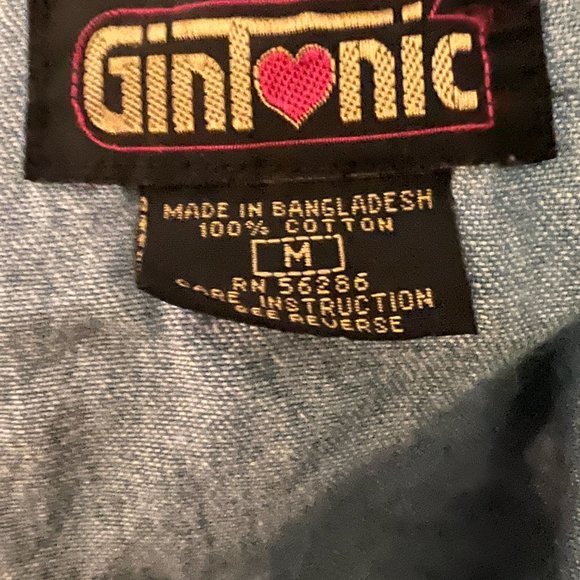 GinTonic
MADE IN BANGLADESH
100% COTTON
M
RN 56286
CARE INSTRUCTION
SEE REVERSE